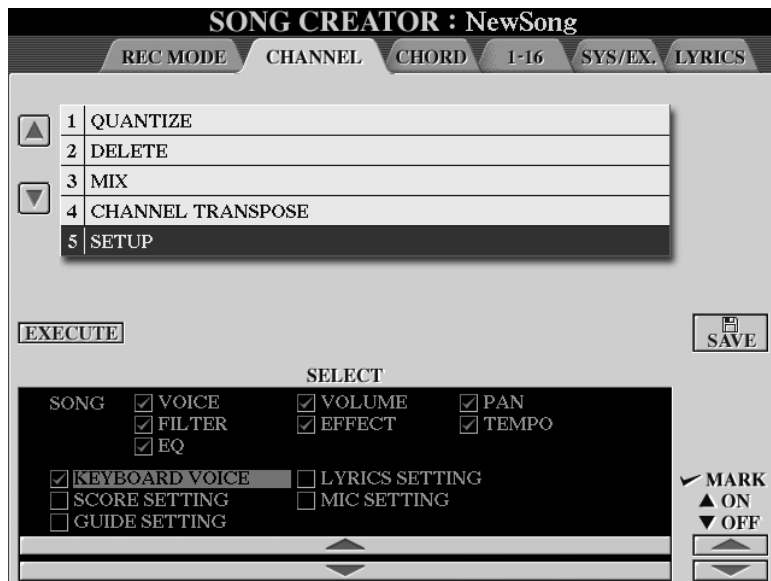 SONG CREATOR : NewSong
REC MODE CHANNEL CHORD 1-16 SYS/EX. LYRICS
1 QUANTIZE
2 DELETE
3 MIX
4 CHANNEL TRANSPOSE
5 SETUP
EXECUTE
SAVE
SELECT
SONG VOICE VOLUME PAN
FILTER EFFECT TEMPO
EQ
KEYBOARD VOICE LYRICS SETTING
SCORE SETTING MIC SETTING
GUIDE SETTING
MARK
ON
OFF